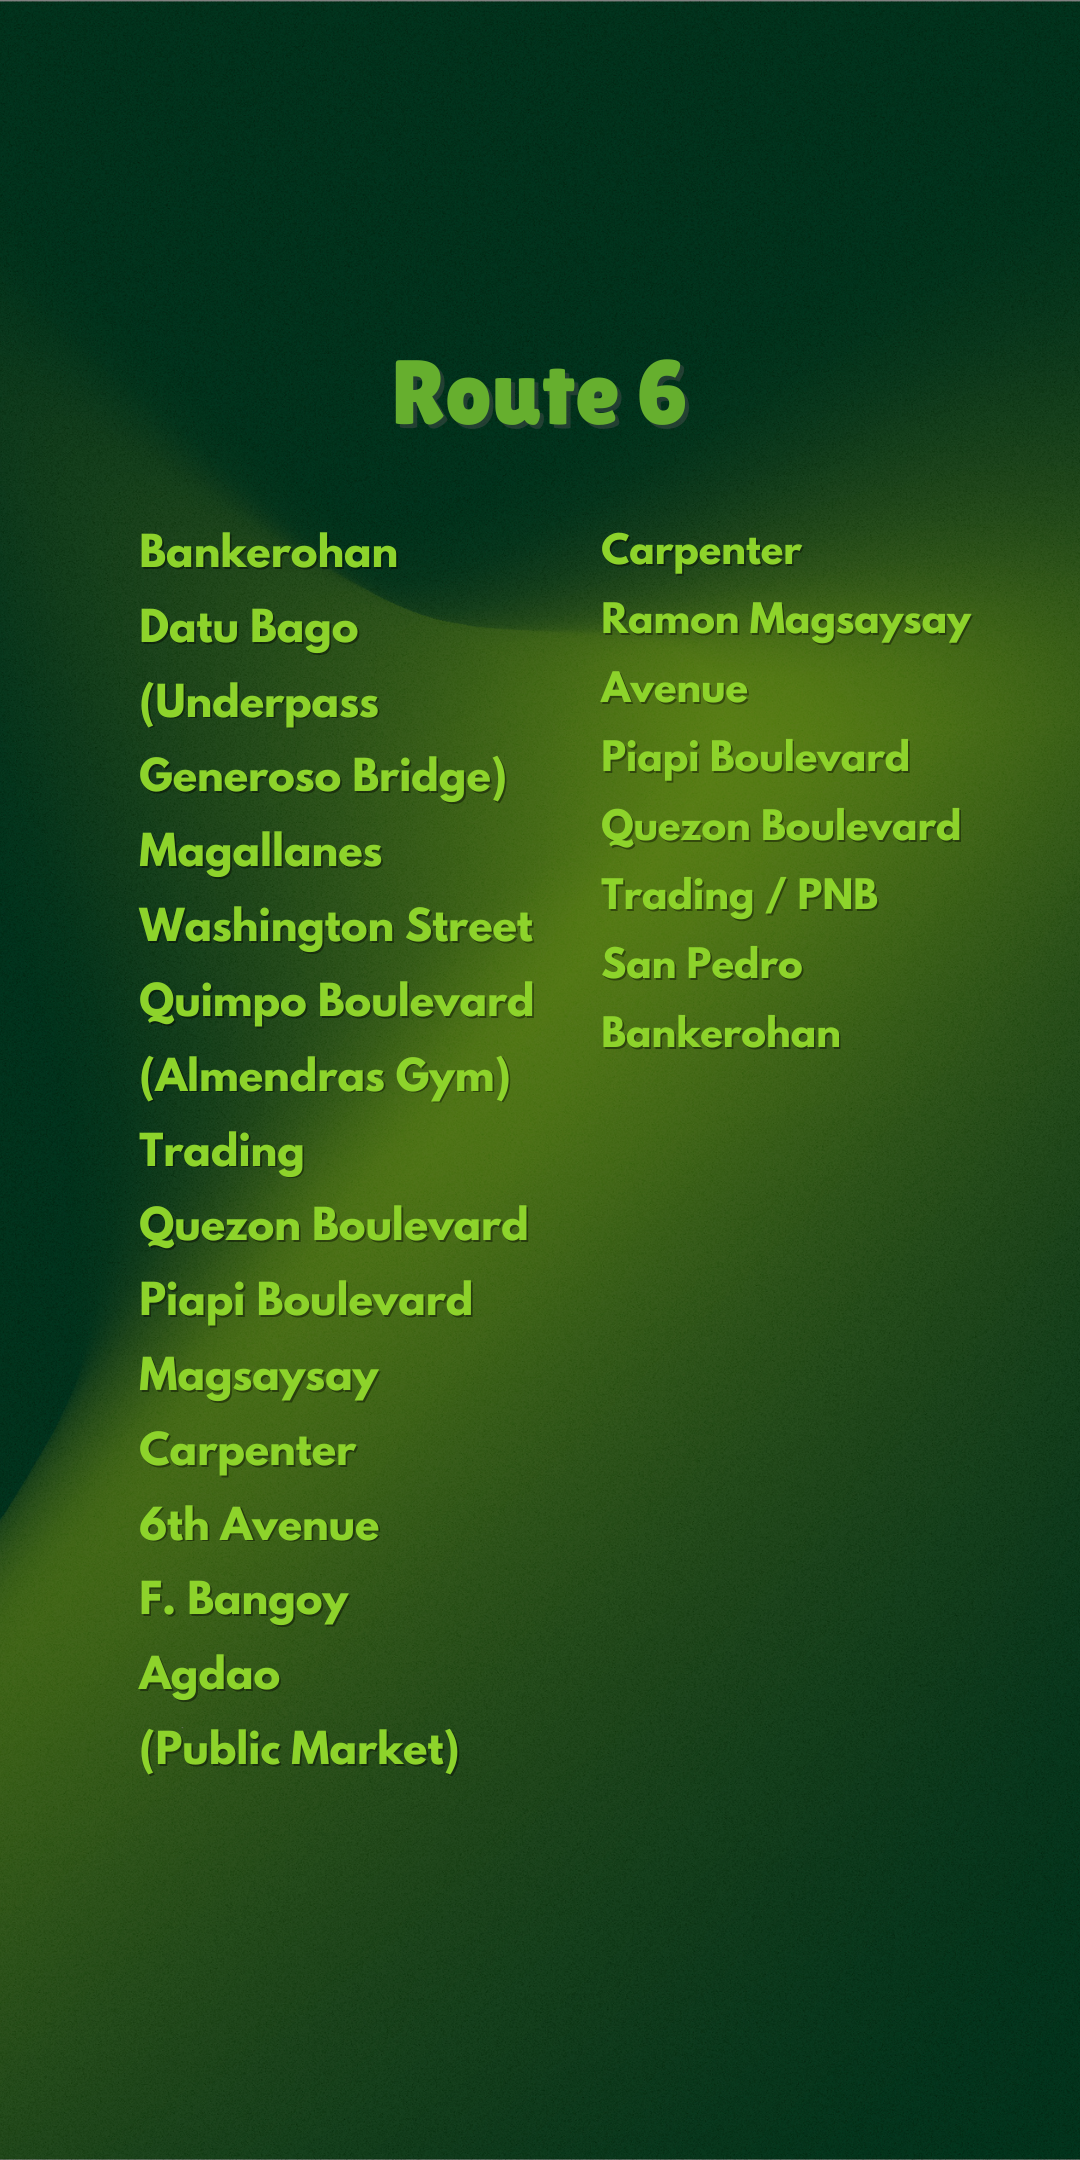 Route 6
Bankerohan
Datu Bago
(Underpass
Generoso Bridge)
Magallanes
Washington Street
Quimpo Boulevard
(Almendras Gym)
Trading
Quezon Boulevard
Piapi Boulevard
Magsaysay
Carpenter
6th Avenue
F. Bangoy
Agdao
(Public Market)
Carpenter
Ramon Magsaysay
Avenue
Piapi Boulevard
Quezon Boulevard
Trading / PNB
San Pedro
Bankerohan